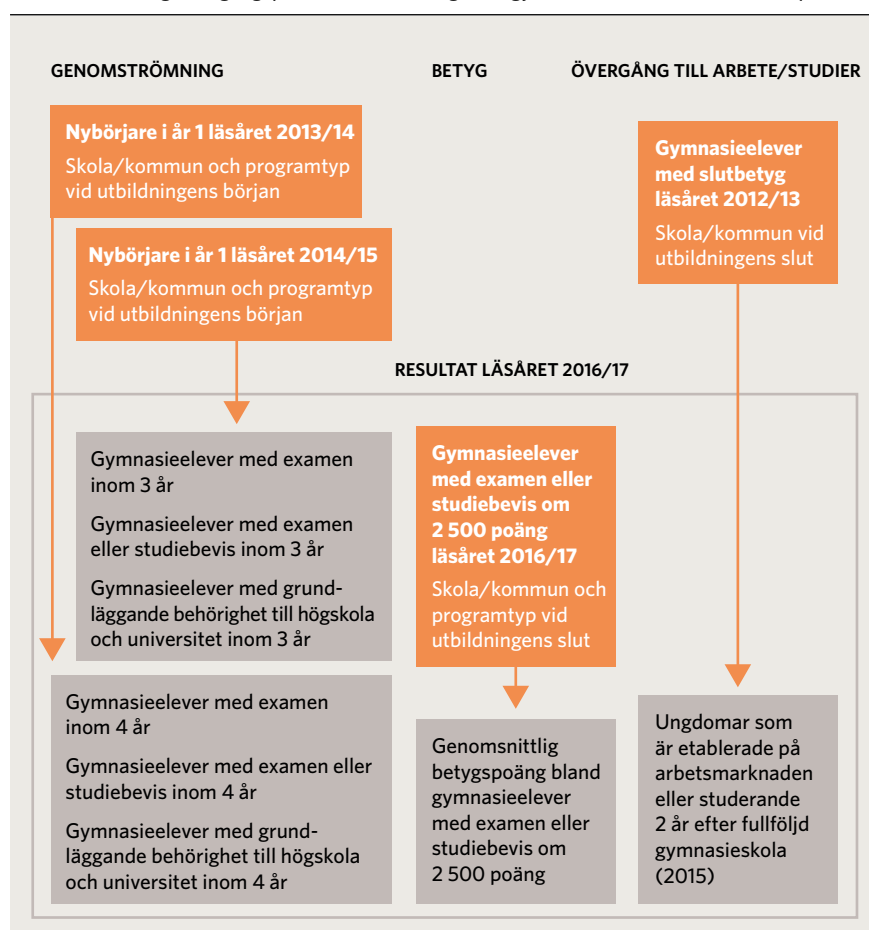 GENOMSTRÖMNING
BETYG
ÖVERGÅNG TILL ARBETE/STUDIER
Nybörjare i år 1 läsåret 2013/14
Skola/kommun och programtyp
vid utbildningens början
Nybörjare i år 1 läsåret 2014/15
Skola/kommun och programtyp
vid utbildningens början
Gymnasieelever
med slutbetyg
läsåret 2012/13
Skola/kommun vid
utbildningens slut
RESULTAT LÄSÅRET 2016/17
Gymnasieelever med examen
inom 3 år
Gymnasieelever med examen
eller studiebevis inom 3 år
Gymnasieelever med grund-
läggande behörighet till högskola
och universitet inom 3 år
Gymnasieelever med examen
inom 4 år
Gymnasieelever med examen eller
studiebevis inom 4 år
Gymnasieelever med grund-
läggande behörighet till högskola
och universitet inom 4 år
Gymnasieelever
med examen eller
studiebevis om
2 500 poäng
läsåret 2016/17
Skola/kommun och
programtyp vid
utbildningens slut
Genomsnittlig
betygspoäng bland
gymnasieelever
med examen eller
studiebevis om
2 500 poäng
Ungdomar som
är etablerade på
arbetsmarknaden
eller studerande
2 år efter fullföljd
gymnasieskola
(2015)